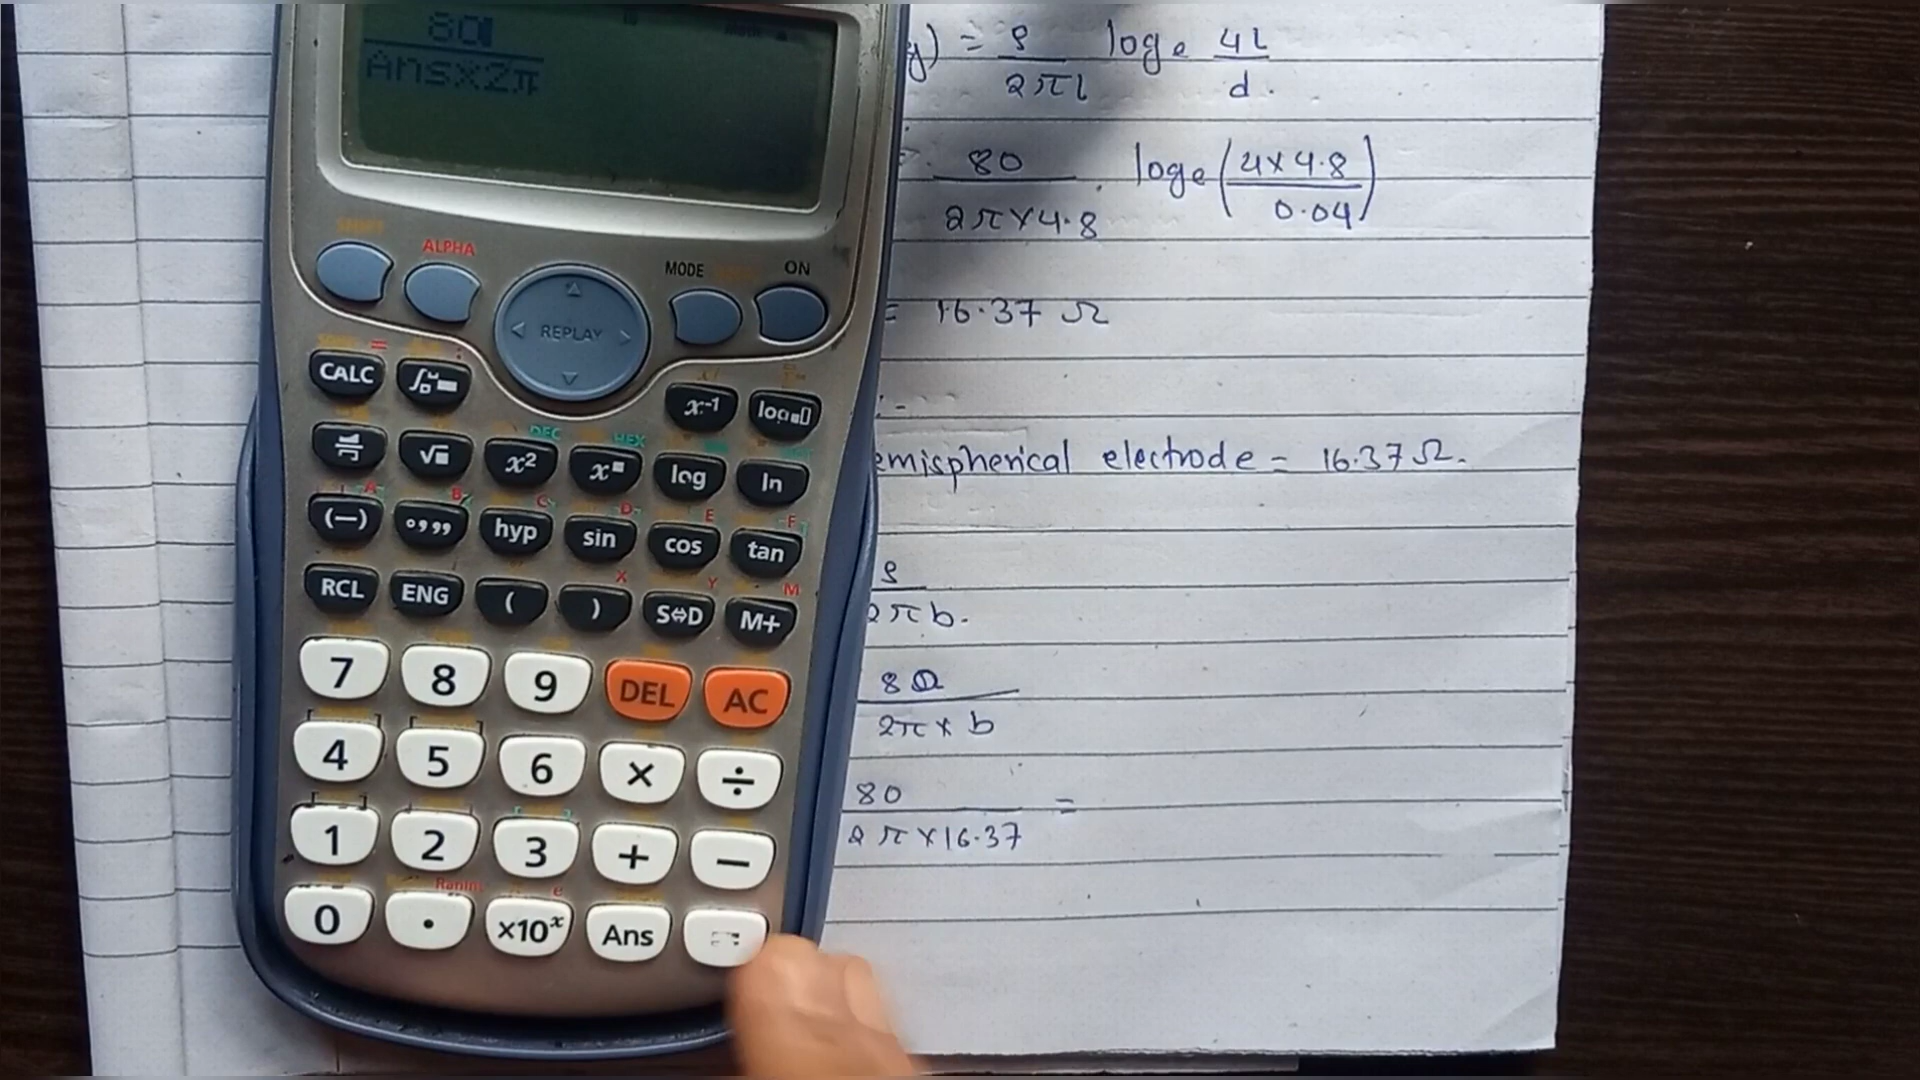 80
Ans×2π
ALPHA
MODE
ON
REPLAY
CALC
x⁻¹
log
DEC
HEX
√
x²
x
log
ln
A
B
C
D
E
F
(−)
hyp
sin
cos
tan
X
Y
M
RCL
ENG
(
)
S⇔D
M+
7
8
9
DEL
AC
4
5
6
×
÷
1
2
3
+
−
0
.
×10ˣ
Ans
=
y) = ρ/2πl logₑ 4l/d.
= 80/2π×4.8 · logₑ (4×4.8/0.04)
= 16.37 Ω
emispherical electrode = 16.37 Ω.
ρ/2πb.
80/2π×b
80/2π×16.37 =